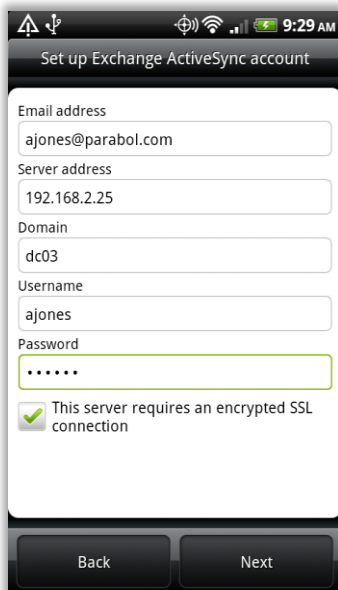 9:29 AM
Set up Exchange ActiveSync account
Email address
ajones@parabol.com
Server address
192.168.2.25
Domain
dc03
Username
ajones
Password
••••••
This server requires an encrypted SSL
connection
Back Next